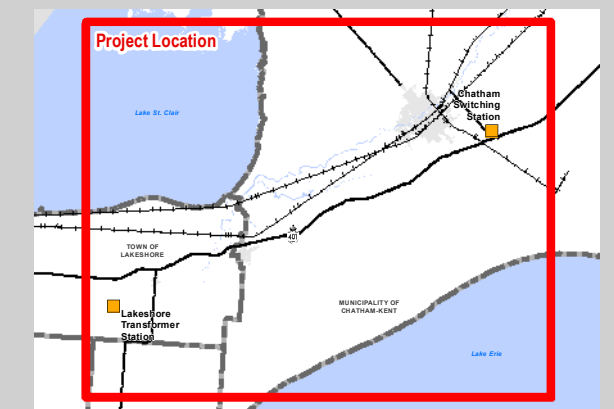 Project Location
Chatham
Switching
Station
Lake St. Clair
401
TOWN OF
LAKESHORE
MUNICIPALITY OF
CHATHAM-KENT
Lakeshore
Transformer
Station
Lake Erie